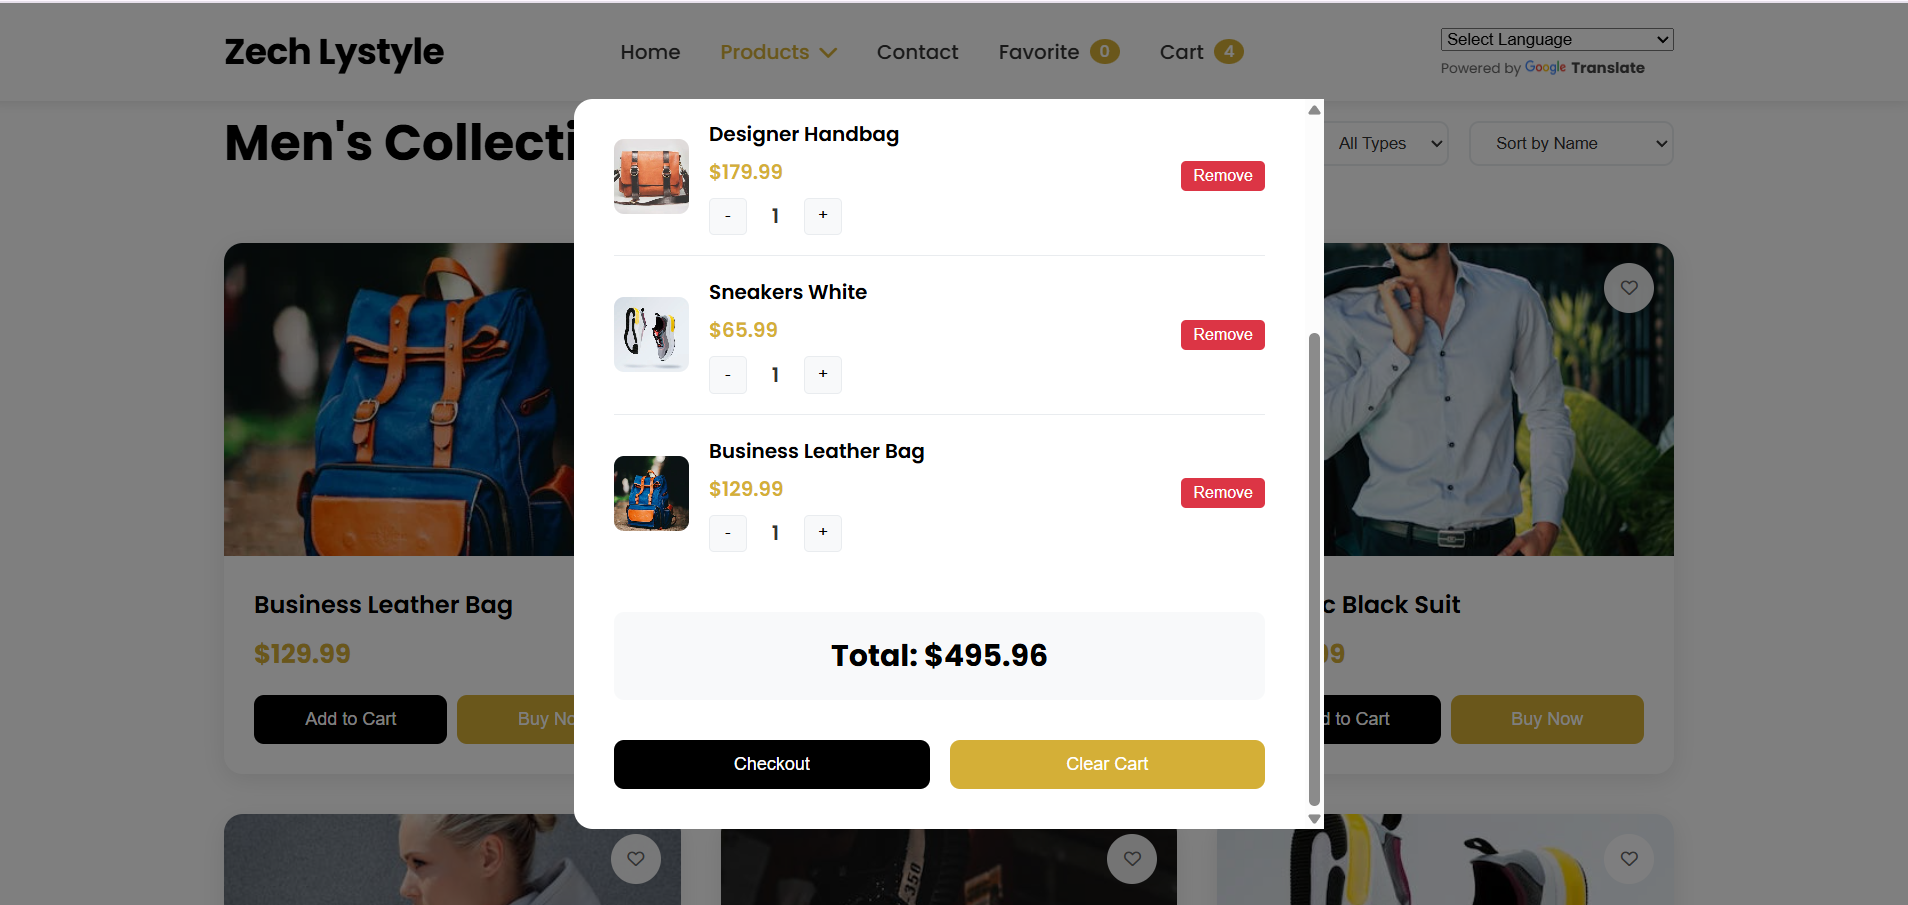 Zech Lystyle
Home
Products
Contact
Favorite 0
Cart 4
Select Language
Powered by Google Translate
Men's Collecti
All Types
Sort by Name
Designer Handbag
$179.99
- 1 +
Remove
Sneakers White
$65.99
- 1 +
Remove
Business Leather Bag
$129.99
- 1 +
Remove
Total: $495.96
Checkout
Clear Cart
Business Leather Bag
$129.99
Add to Cart
Buy No
c Black Suit
99
d to Cart
Buy Now
350